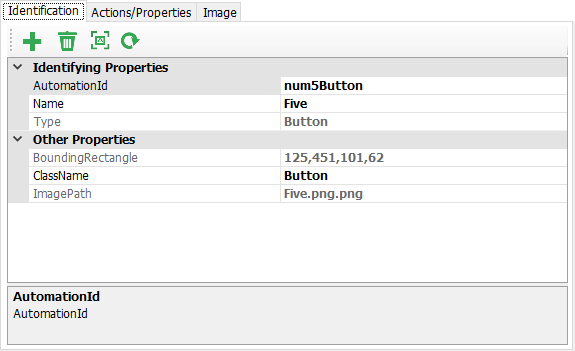 Identification Actions/Properties Image
Identifying Properties
AutomationId num5Button
Name Five
Type Button
Other Properties
BoundingRectangle 125,451,101,62
ClassName Button
ImagePath Five.png.png
AutomationId
AutomationId